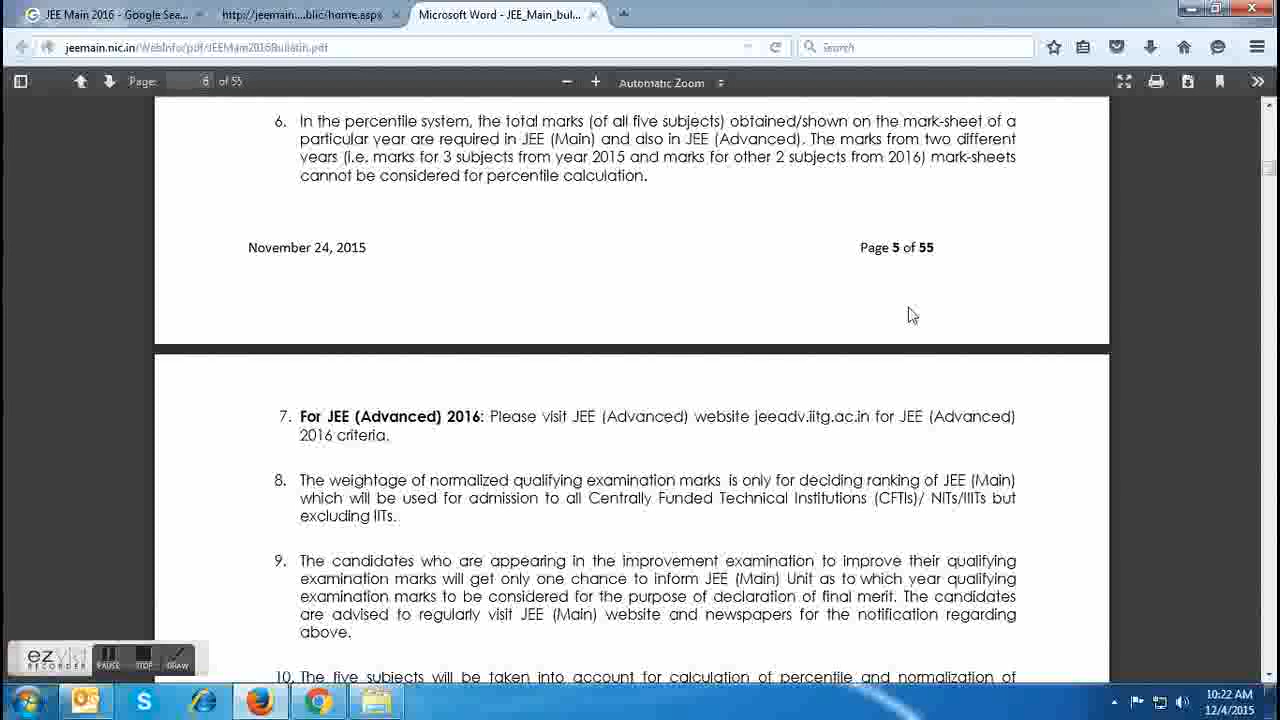 JEE Main 2016 - Google Sea...
http://jeemain....blic/home.aspx
Microsoft Word - JEE_Main_bul...
jeemain.nic.in/WebInfo/pdf/JEEMain2016Bulletin.pdf
Search
Page: 6 of 55
Automatic Zoom
6. In the percentile system, the total marks (of all five subjects) obtained/shown on the mark-sheet of a
particular year are required in JEE (Main) and also in JEE (Advanced). The marks from two different
years (i.e. marks for 3 subjects from year 2015 and marks for other 2 subjects from 2016) mark-sheets
cannot be considered for percentile calculation.
November 24, 2015
Page 5 of 55
7. For JEE (Advanced) 2016: Please visit JEE (Advanced) website jeeadv.iitg.ac.in for JEE (Advanced)
2016 criteria.
8. The weightage of normalized qualifying examination marks is only for deciding ranking of JEE (Main)
which will be used for admission to all Centrally Funded Technical Institutions (CFTIs)/ NITs/IIITs but
excluding IITs.
9. The candidates who are appearing in the improvement examination to improve their qualifying
examination marks will get only one chance to inform JEE (Main) Unit as to which year qualifying
examination marks to be considered for the purpose of declaration of final merit. The candidates
are advised to regularly visit JEE (Main) website and newspapers for the notification regarding
above.
10. The five subjects will be taken into account for calculation of percentile and normalization of
ezvid
RECORDER
PAUSE
STOP
DRAW
10:22 AM
12/4/2015